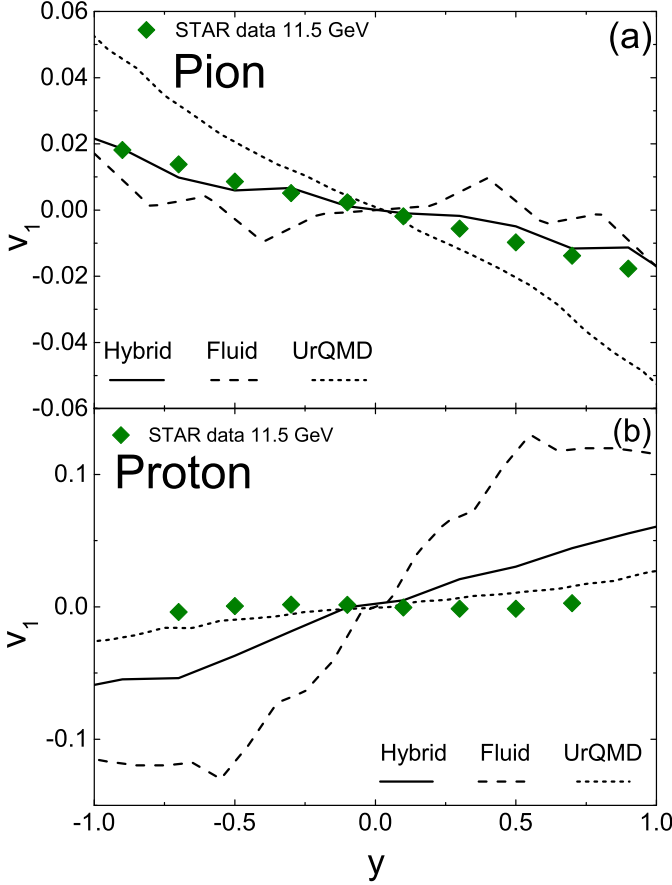 0.06
STAR data 11.5 GeV
(a)
Pion
0.04
0.02
0.00
-0.02
-0.04
-0.06
v1
Hybrid Fluid UrQMD
STAR data 11.5 GeV
(b)
Proton
0.1
0.0
-0.1
v1
Hybrid Fluid UrQMD
-1.0 -0.5 0.0 0.5 1.0
y